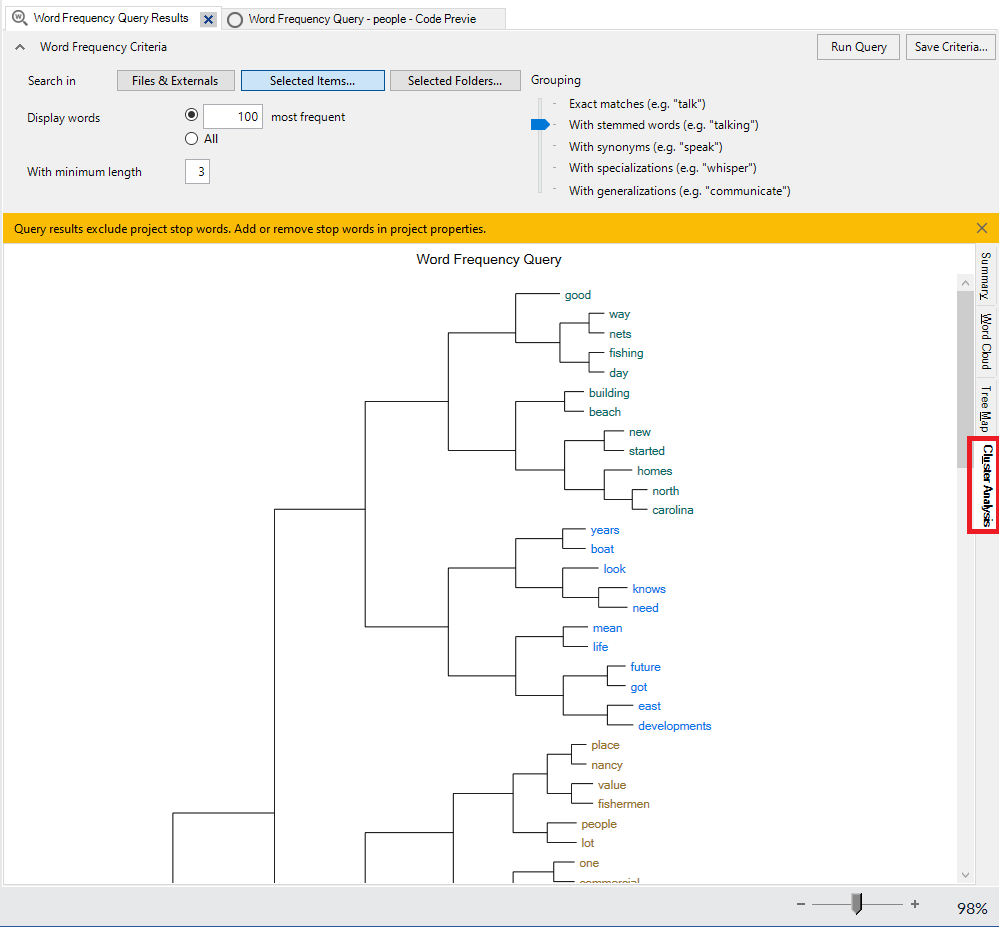 Word Frequency Query Results
Word Frequency Query - people - Code Previe
Word Frequency Criteria
Run Query
Save Criteria...
Search in
Files & Externals
Selected Items...
Selected Folders...
Grouping
Display words
100
most frequent
All
With minimum length
3
Exact matches (e.g. "talk")
With stemmed words (e.g. "talking")
With synonyms (e.g. "speak")
With specializations (e.g. "whisper")
With generalizations (e.g. "communicate")
Query results exclude project stop words. Add or remove stop words in project properties.
Word Frequency Query
good
way
nets
fishing
day
building
beach
new
started
homes
north
carolina
years
boat
look
knows
need
mean
life
future
got
east
developments
place
nancy
value
fishermen
people
lot
one
commercial
Summary
Word Cloud
Tree Map
Cluster Analysis
98%